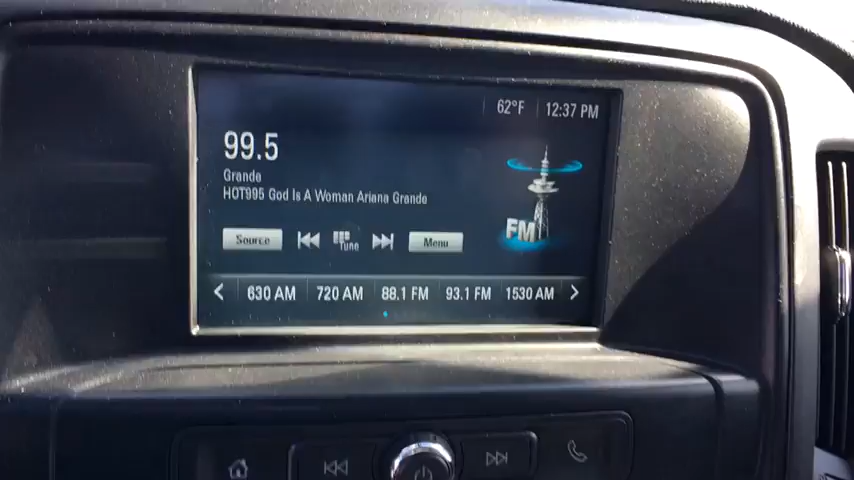 62°F 12:37 PM
99.5
Grande
HOT995 God Is A Woman Ariana Grande
FM
Source Tune Menu
630 AM 720 AM 88.1 FM 93.1 FM 1530 AM